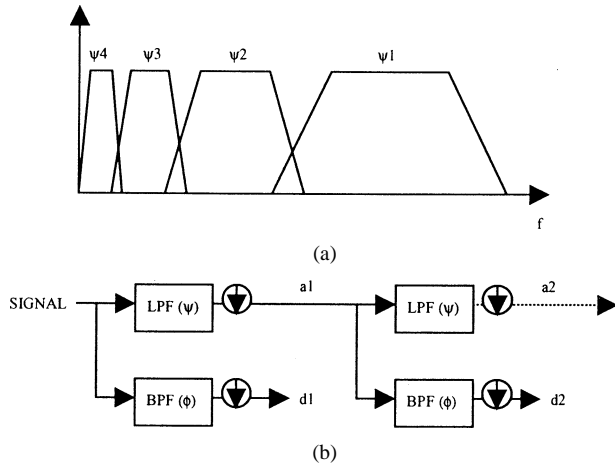 ψ4 ψ3 ψ2 ψ1
f
(a)
SIGNAL LPF (ψ) a1 LPF (ψ) a2
BPF (ϕ) d1 BPF (ϕ) d2
(b)